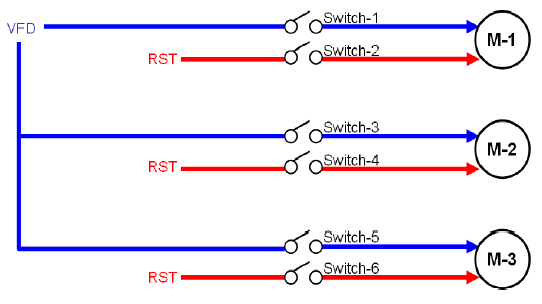 Switch-1
VFD
M-1
Switch-2
RST
Switch-3
M-2
Switch-4
RST
Switch-5
M-3
Switch-6
RST